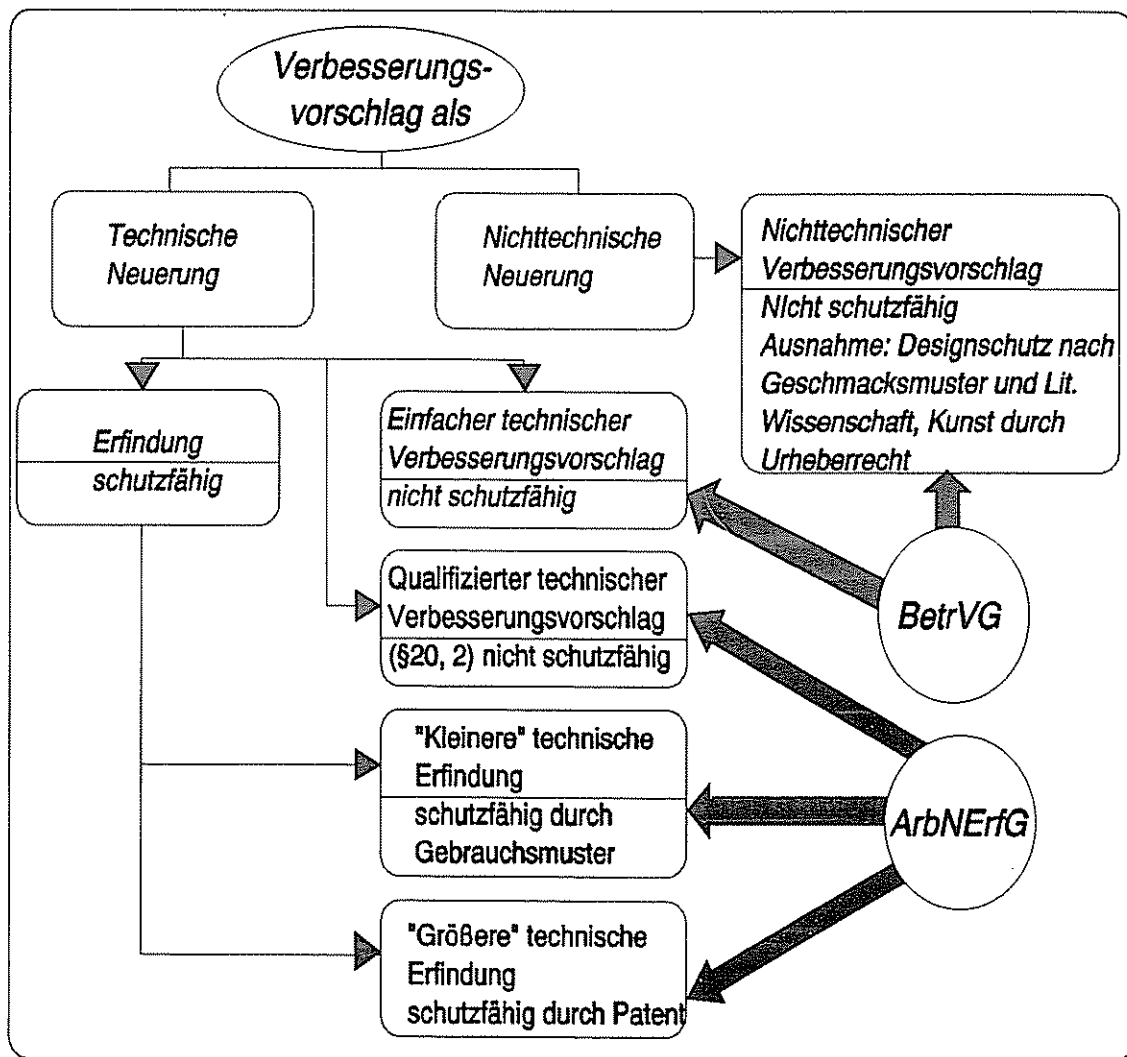 Verbesserungs-
vorschlag als
Technische
Neuerung
Nichttechnische
Neuerung
Nichttechnischer
Verbesserungsvorschlag
NIcht schutzfähig
Ausnahme: Designschutz nach
Geschmacksmuster und Lit.
Wissenschaft, Kunst durch
Urheberrecht
Erfindung
schutzfähig
Einfacher technischer
Verbesserungsvorschlag
nicht schutzfähig
Qualifizierter technischer
Verbesserungsvorschlag
(§20, 2) nicht schutzfähig
BetrVG
"Kleinere" technische
Erfindung
schutzfähig durch
Gebrauchsmuster
ArbNErfG
"Größere" technische
Erfindung
schutzfähig durch Patent